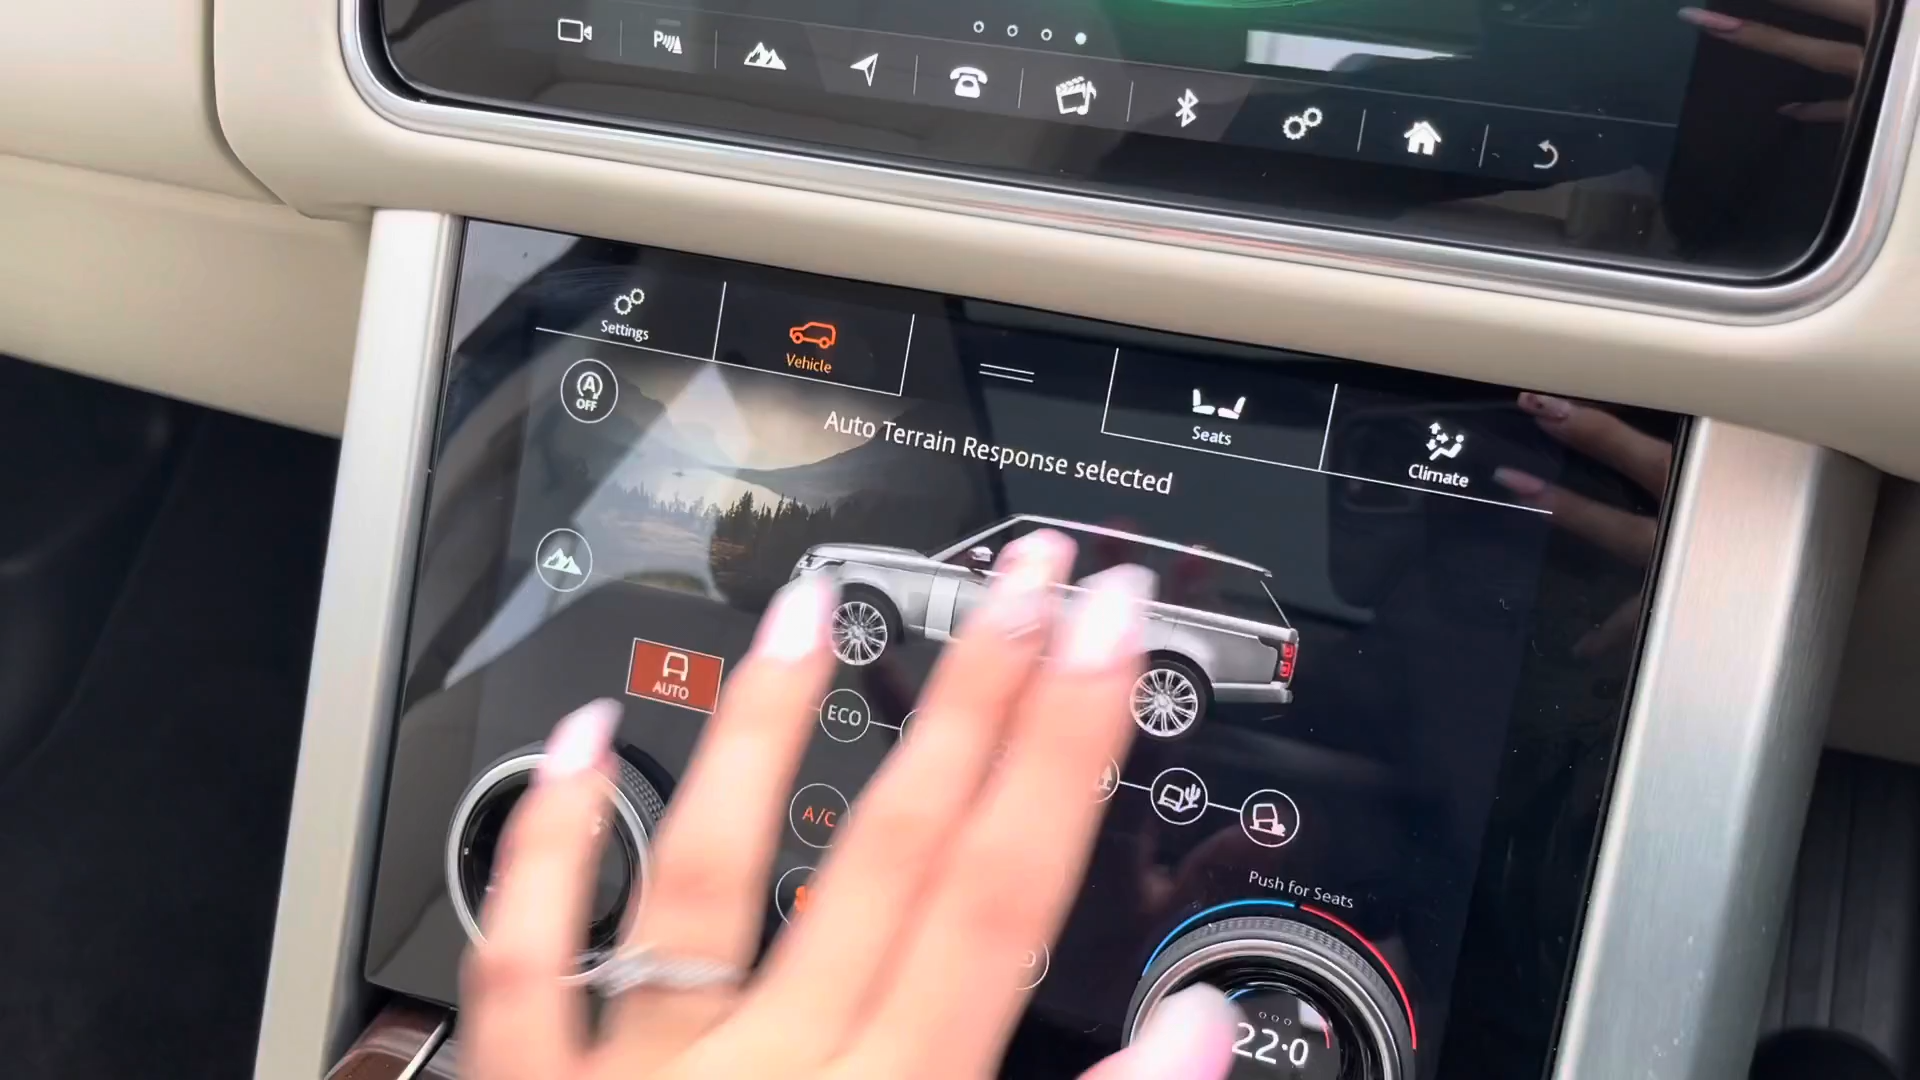 Settings
Vehicle
Seats
Climate
A
OFF
Auto Terrain Response selected
AUTO
ECO
A/C
Push for Seats
22·0